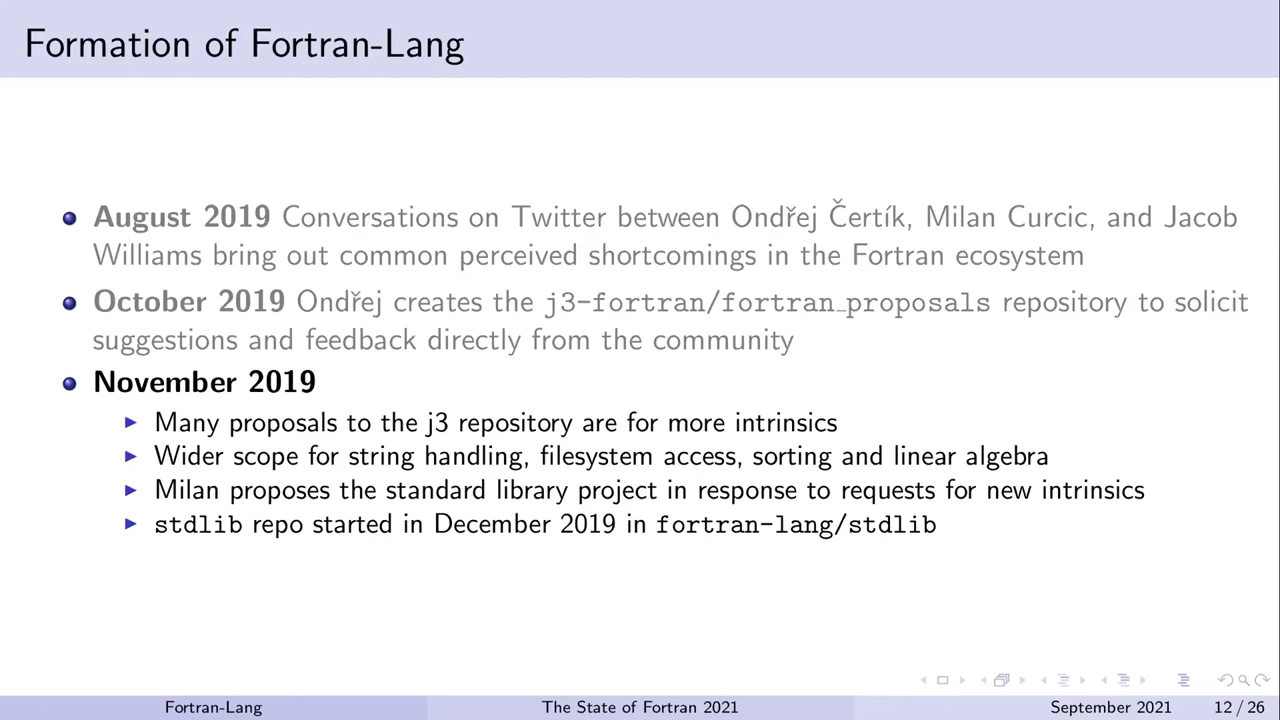 Formation of Fortran-Lang
August 2019 Conversations on Twitter between Ondřej Čertík, Milan Curcic, and Jacob
Williams bring out common perceived shortcomings in the Fortran ecosystem
October 2019 Ondřej creates the j3-fortran/fortran_proposals repository to solicit
suggestions and feedback directly from the community
November 2019
Many proposals to the j3 repository are for more intrinsics
Wider scope for string handling, filesystem access, sorting and linear algebra
Milan proposes the standard library project in response to requests for new intrinsics
stdlib repo started in December 2019 in fortran-lang/stdlib
Fortran-Lang The State of Fortran 2021 September 2021 12 / 26